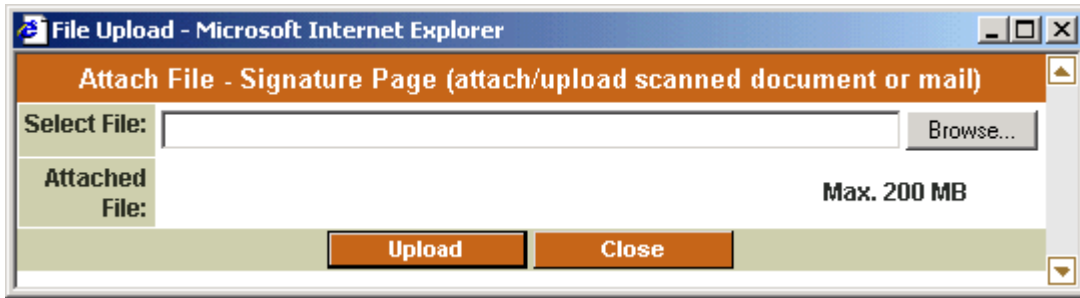 File Upload - Microsoft Internet Explorer
Attach File - Signature Page (attach/upload scanned document or mail)
Select File:
Browse...
Attached
File:
Max. 200 MB
Upload
Close